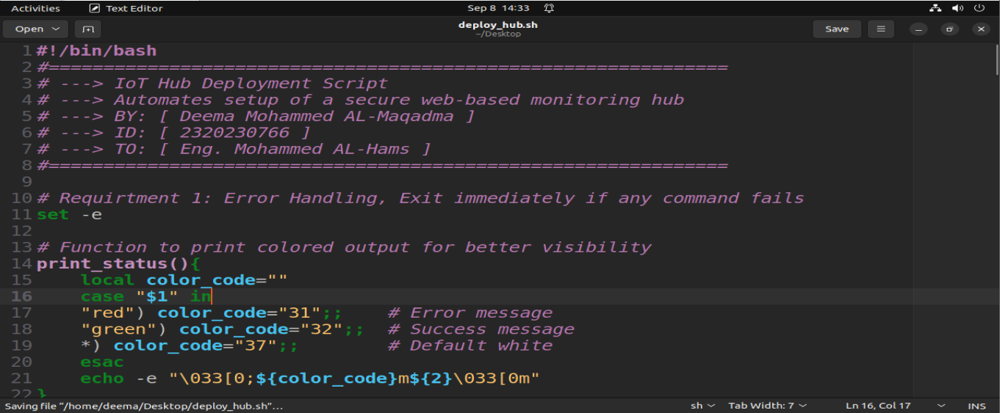 Activities Text Editor Sep 8 14:33
Open deploy_hub.sh Save
~/Desktop
1 #!/bin/bash
2 #==============================================================
3 # ---> IoT Hub Deployment Script
4 # ---> Automates setup of a secure web-based monitoring hub
5 # ---> BY: [ Deema Mohammed AL-Maqadma ]
6 # ---> ID: [ 2320230766 ]
7 # ---> TO: [ Eng. Mohammed AL-Hams ]
8 #==============================================================
9
10 # Requirtment 1: Error Handling, Exit immediately if any command fails
11 set -e
12
13 # Function to print colored output for better visibility
14 print_status(){
15     local color_code=""
16     case "$1" in
17     "red") color_code="31";;    # Error message
18     "green") color_code="32";;  # Success message
19     *) color_code="37";;        # Default white
20     esac
21     echo -e "\033[0;${color_code}m${2}\033[0m"
22 }
Saving file “/home/deema/Desktop/deploy_hub.sh”… sh Tab Width: 7 Ln 16, Col 17 INS